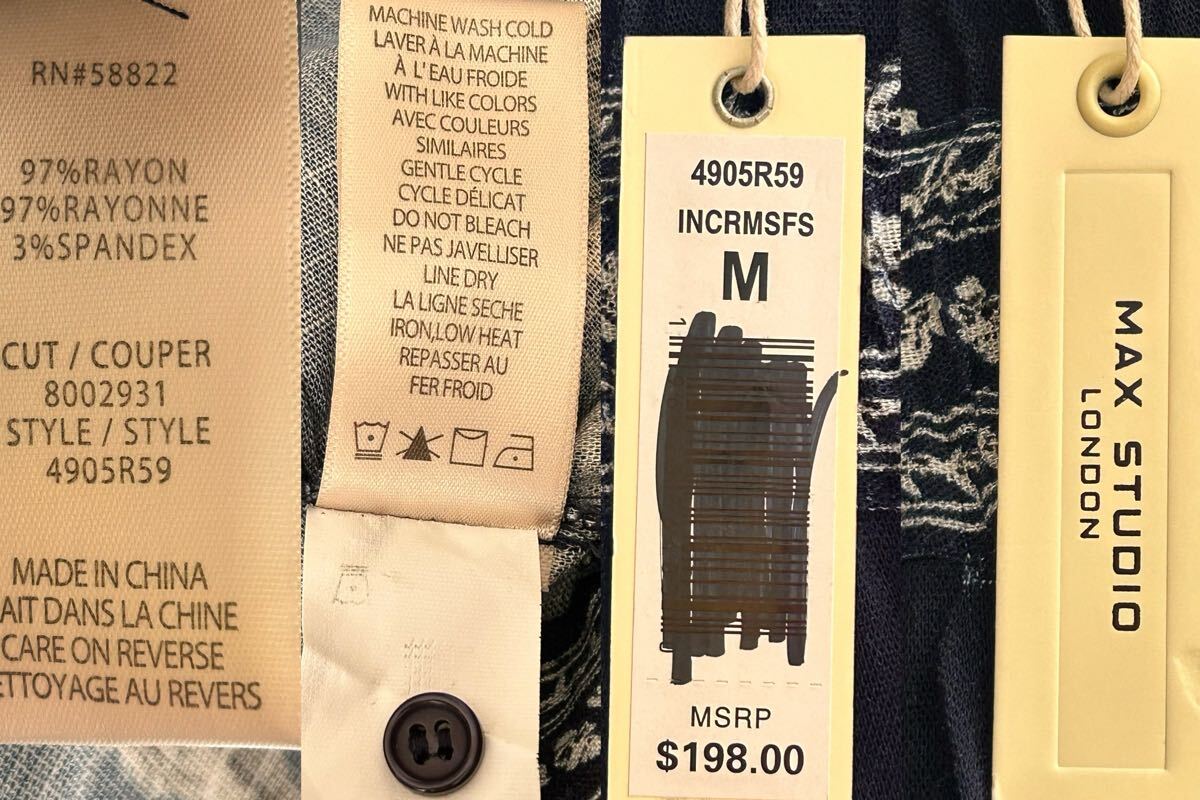 RN#58822
97%RAYON
97%RAYONNE
3%SPANDEX
CUT / COUPER
8002931
STYLE / STYLE
4905R59
MADE IN CHINA
AIT DANS LA CHINE
CARE ON REVERSE
ETTOYAGE AU REVERS
MACHINE WASH COLD
LAVER À LA MACHINE
À L'EAU FROIDE
WITH LIKE COLORS
AVEC COULEURS
SIMILAIRES
GENTLE CYCLE
CYCLE DÉLICAT
DO NOT BLEACH
NE PAS JAVELLISER
LINE DRY
LA LIGNE SECHE
IRON,LOW HEAT
REPASSER AU
FER FROID
4905R59
INCRMSFS
M
MSRP
$198.00
MAX STUDIO
LONDON